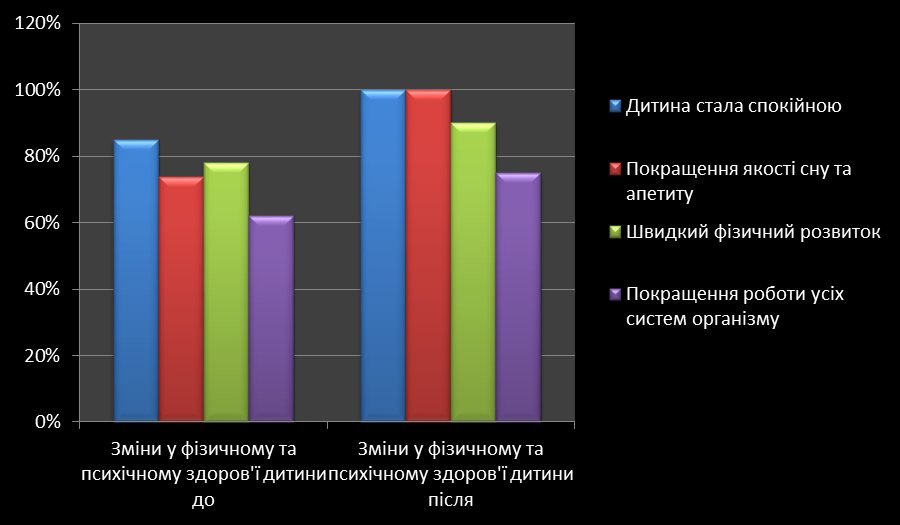 120%
100%
80%
60%
40%
20%
0%
Зміни у фізичному та
психічному здоров'ї дитини
до
Зміни у фізичному та
психічному здоров'ї дитини
після
Дитина стала спокійною
Покращення якості сну та
апетиту
Швидкий фізичний розвиток
Покращення роботи усіх
систем організму